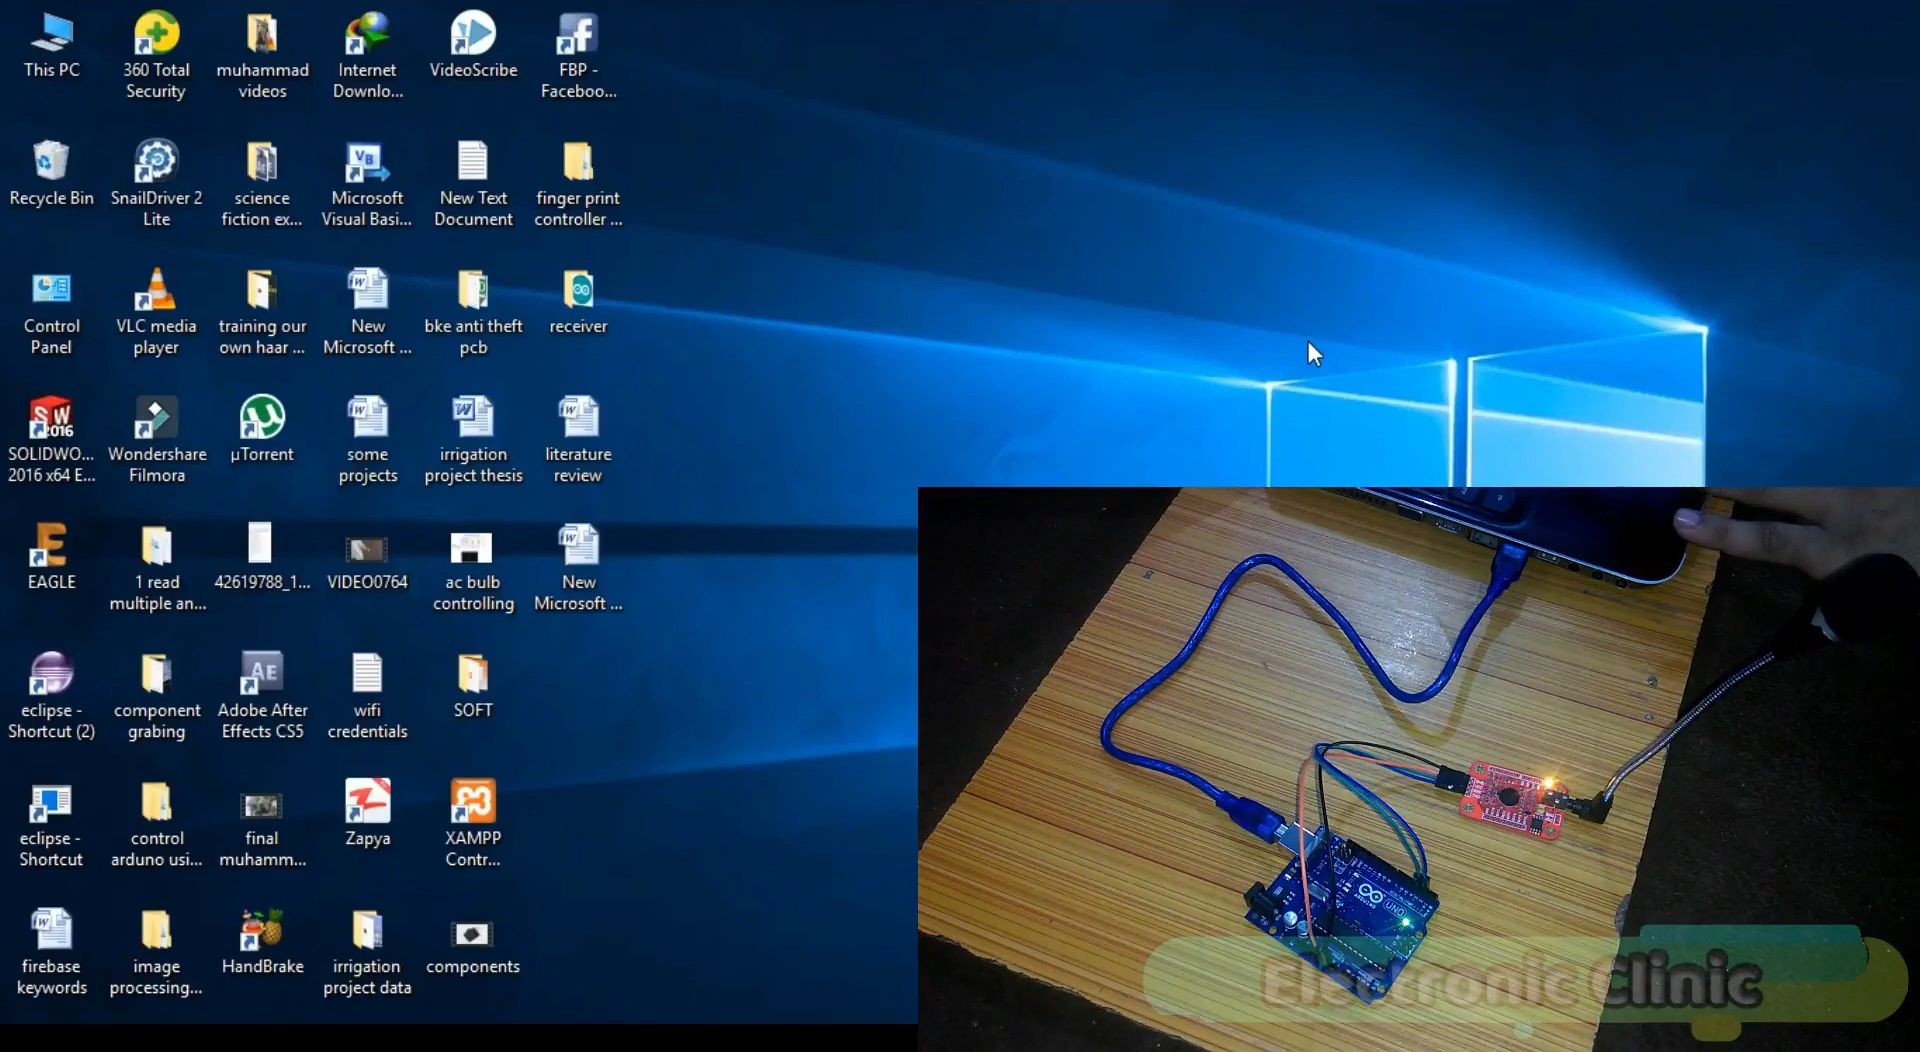 This PC
360 Total
Security
muhammad
videos
Internet
Downlo...
VideoScribe
FBP -
Faceboo...
Recycle Bin
SnailDriver 2
Lite
science
fiction ex...
Microsoft
Visual Basi...
New Text
Document
finger print
controller ...
Control
Panel
VLC media
player
training our
own haar ...
New
Microsoft ...
bke anti theft
pcb
receiver
SW
2016
SOLIDWO...
2016 x64 E...
Wondershare
Filmora
µTorrent
some
projects
irrigation
project thesis
literature
review
EAGLE
1 read
multiple an...
42619788_1...
VIDEO0764
ac bulb
controlling
New
Microsoft ...
eclipse -
Shortcut (2)
component
grabing
Adobe After
Effects CS5
wifi
credentials
SOFT
eclipse -
Shortcut
control
arduno usi...
final
muhamm...
Zapya
XAMPP
Contr...
firebase
keywords
image
processing...
HandBrake
irrigation
project data
components
UNO
Electronic Clinic